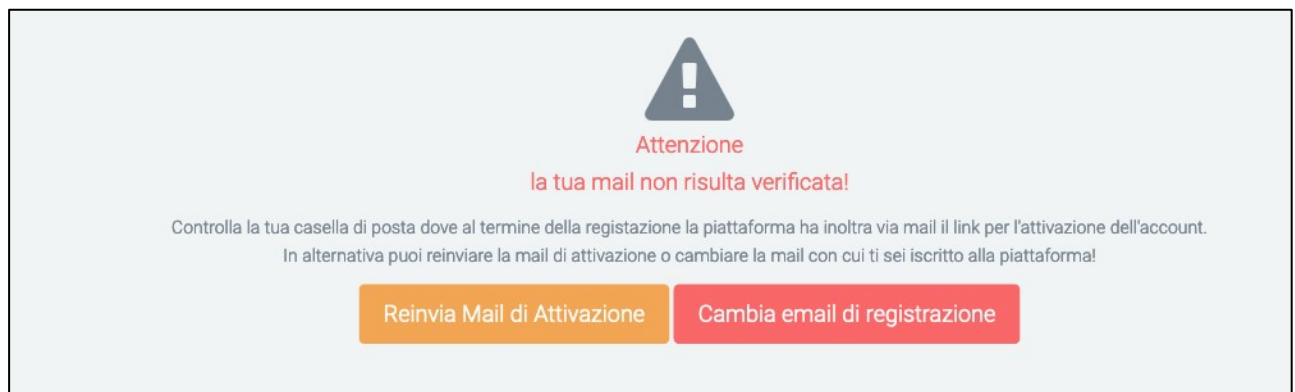 Attenzione
la tua mail non risulta verificata!
Controlla la tua casella di posta dove al termine della registazione la piattaforma ha inoltra via mail il link per l'attivazione dell'account.
In alternativa puoi reinviare la mail di attivazione o cambiare la mail con cui ti sei iscritto alla piattaforma!
Reinvia Mail di Attivazione Cambia email di registrazione